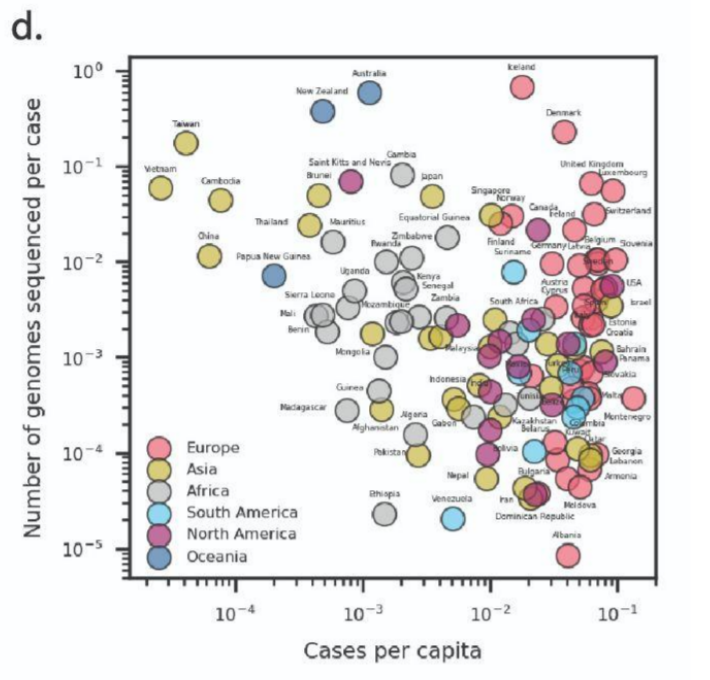 d.
Number of genomes sequenced per case
10⁰
10⁻¹
10⁻²
10⁻³
10⁻⁴
10⁻⁵
Iceland
Australia
New Zealand
Denmark
Taiwan
Gambia
United Kingdom
Saint Kitts and Nevis
Luxembourg
Vietnam
Brunei
Japan
Cambodia
Singapore
Norway
Canada
Ireland
Switzerland
Equatorial Guinea
Thailand
Mauritius
China
Zimbabwe
Finland
Germany
Latvia
Belgium
Slovenia
Rwanda
Suriname
Papua New Guinea
Uganda
Kenya
Senegal
Austria
Cyprus
USA
Sierra Leone
Mozambique
Zambia
South Africa
Israel
Mali
Benin
Estonia
Croatia
Mongolia
Malaysia
Bahrain
Panama
Guinea
Indonesia
Slovakia
Madagascar
Tunisia
Malta
Montenegro
Afghanistan
Algeria
Gabon
Kazakhstan
Belarus
Kuwait
Qatar
Pakistan
Bolivia
Georgia
Lebanon
Nepal
Bulgaria
Armenia
Ethiopia
Venezuela
Iran
Moldova
Dominican Republic
Albania
Europe
Asia
Africa
South America
North America
Oceania
10⁻⁴
10⁻³
10⁻²
10⁻¹
Cases per capita